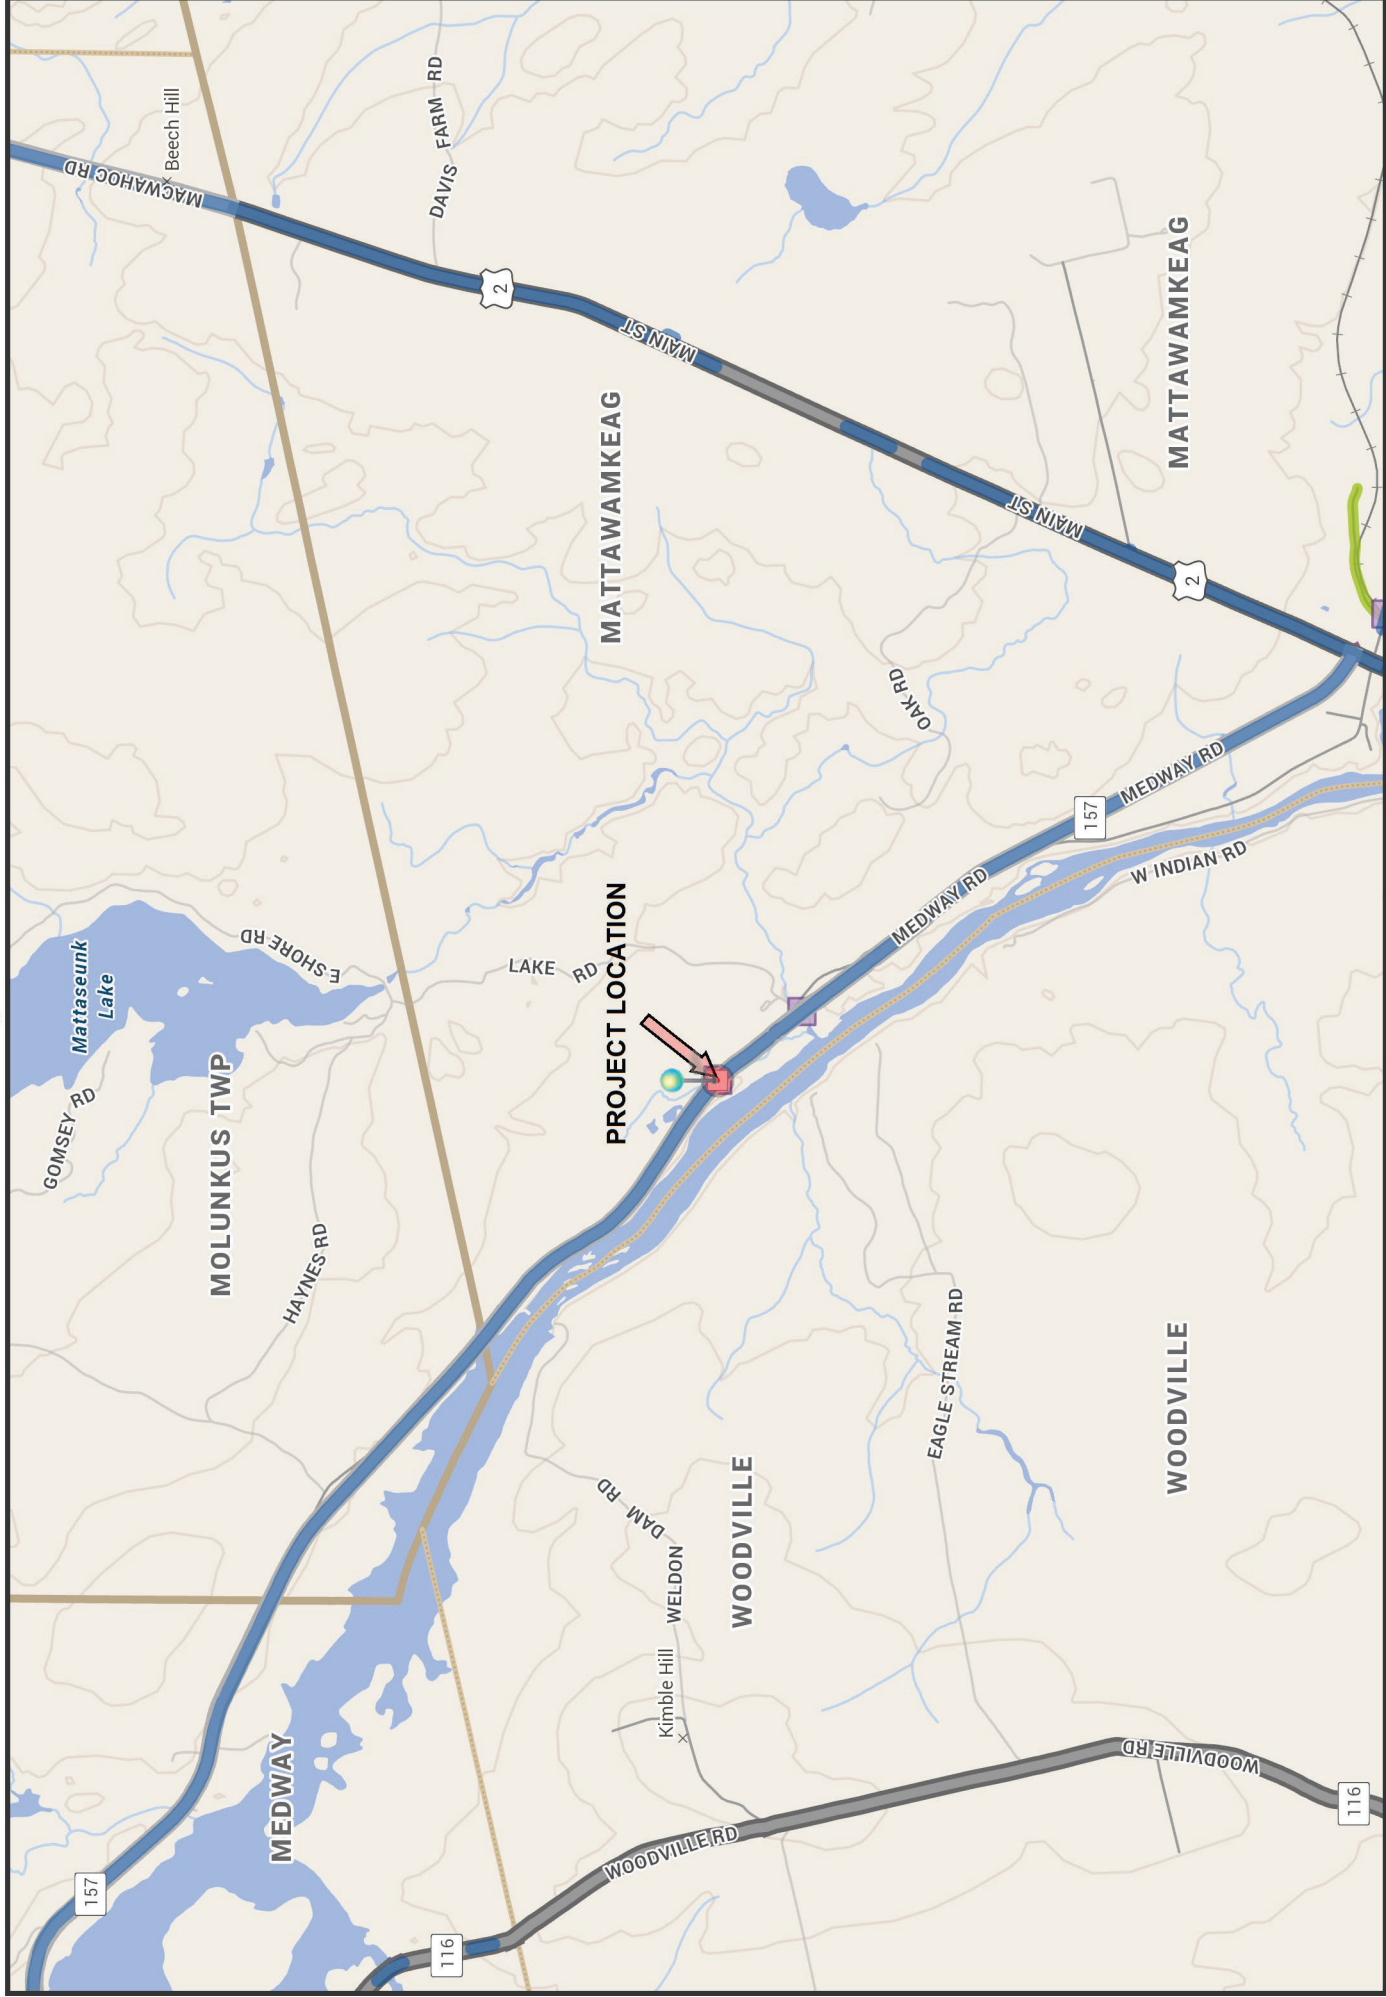 MACWAHOC RD
Beech Hill
DAVIS FARM RD
2
MAIN ST
MATTAWAMKEAG
MATTAWAMKEAG
MAIN ST
2
OAK RD
MEDWAY RD
157
MEDWAY RD
W INDIAN RD
Mattaseunk
Lake
E SHORE RD
LAKE RD
PROJECT LOCATION
GOMSEY RD
MOLUNKUS TWP
HAYNES RD
EAGLE STREAM RD
WOODVILLE
WOODVILLE
WELDON DAM RD
Kimble Hill
MEDWAY
157
116
WOODVILLE RD
WOODVILLE RD
116